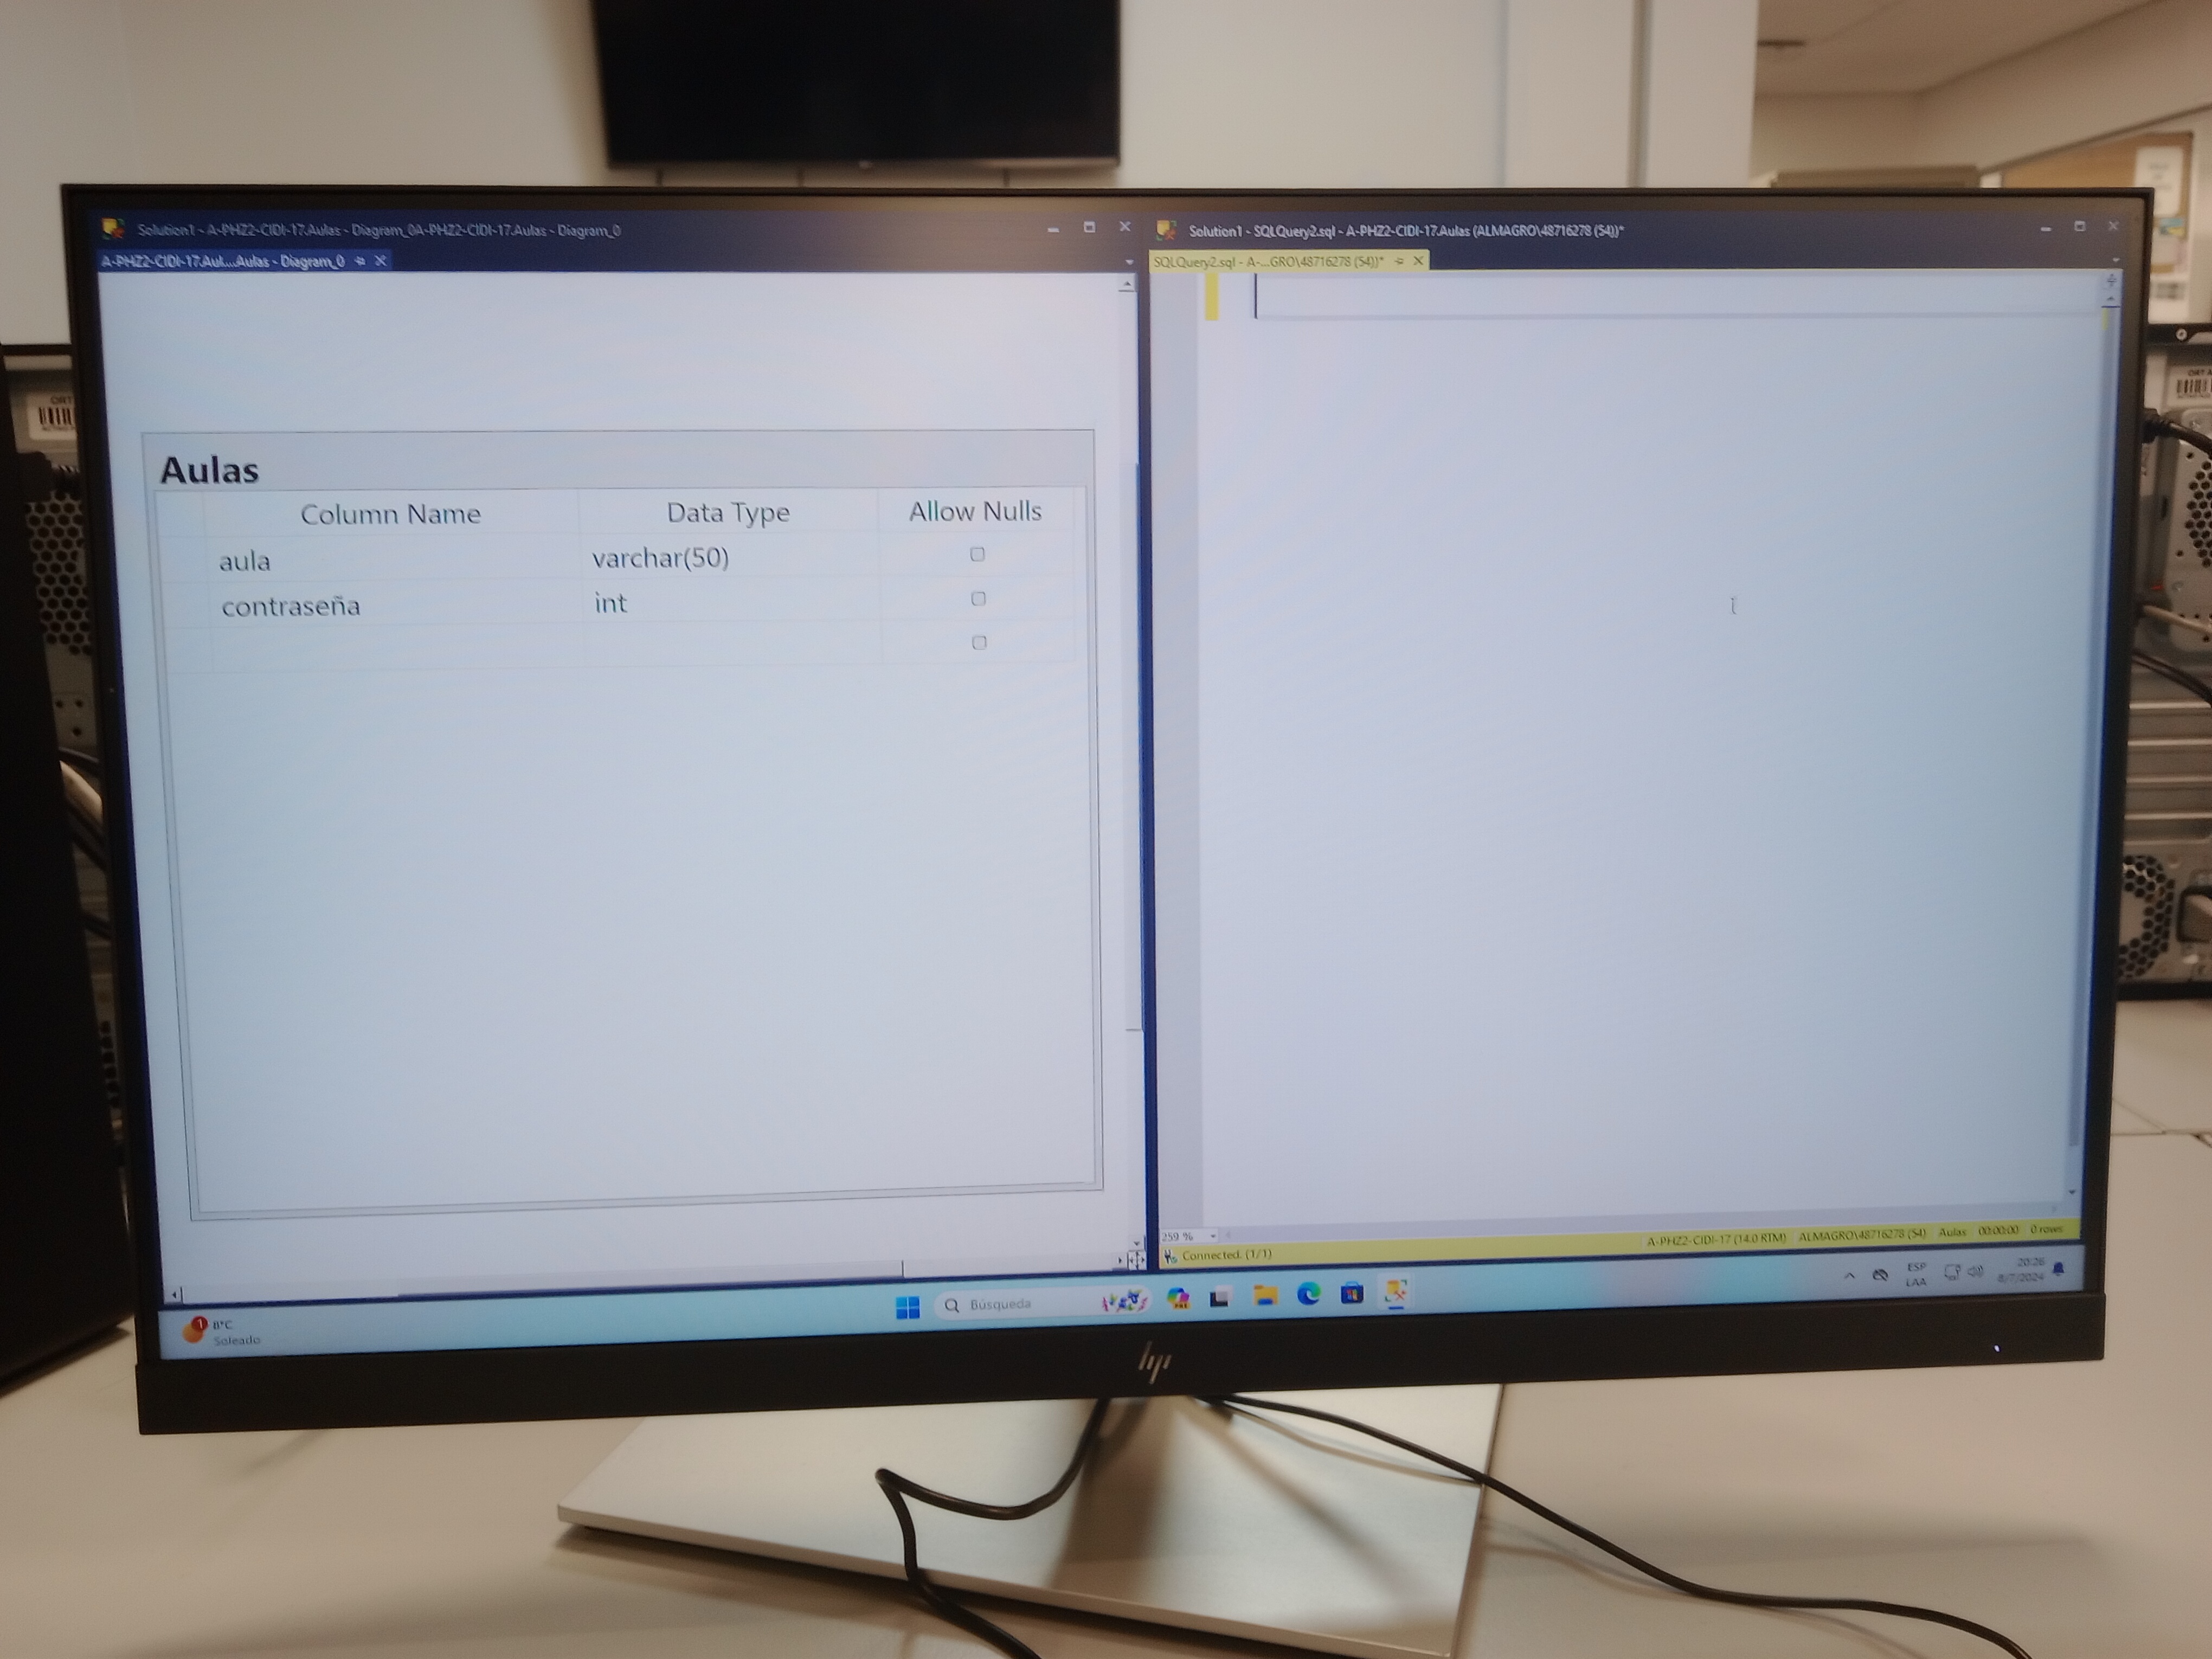 Solution1 - A-PHZ2-CIDI-17.Aulas - Diagram_0A-PHZ2-CIDI-17.Aulas - Diagram_0
A-PHZ2-CIDI-17.Aul....Aulas - Diagram_0
Aulas
Column Name Data Type Allow Nulls
aula varchar(50)
contraseña int
Solution1 - SQLQuery2.sql - A-PHZ2-CIDI-17.Aulas (ALMAGRO\48716278 (54))*
SQLQuery2.sql - A-...GRO\48716278 (54))*
259 %
Connected. (1/1)
A-PHZ2-CIDI-17 (14.0 RTM) ALMAGRO\48716278 (54) Aulas 00:00:00 0 rows
1
8°C
Soleado
Búsqueda
ESP
LAA
20:26
8/7/2024
hp